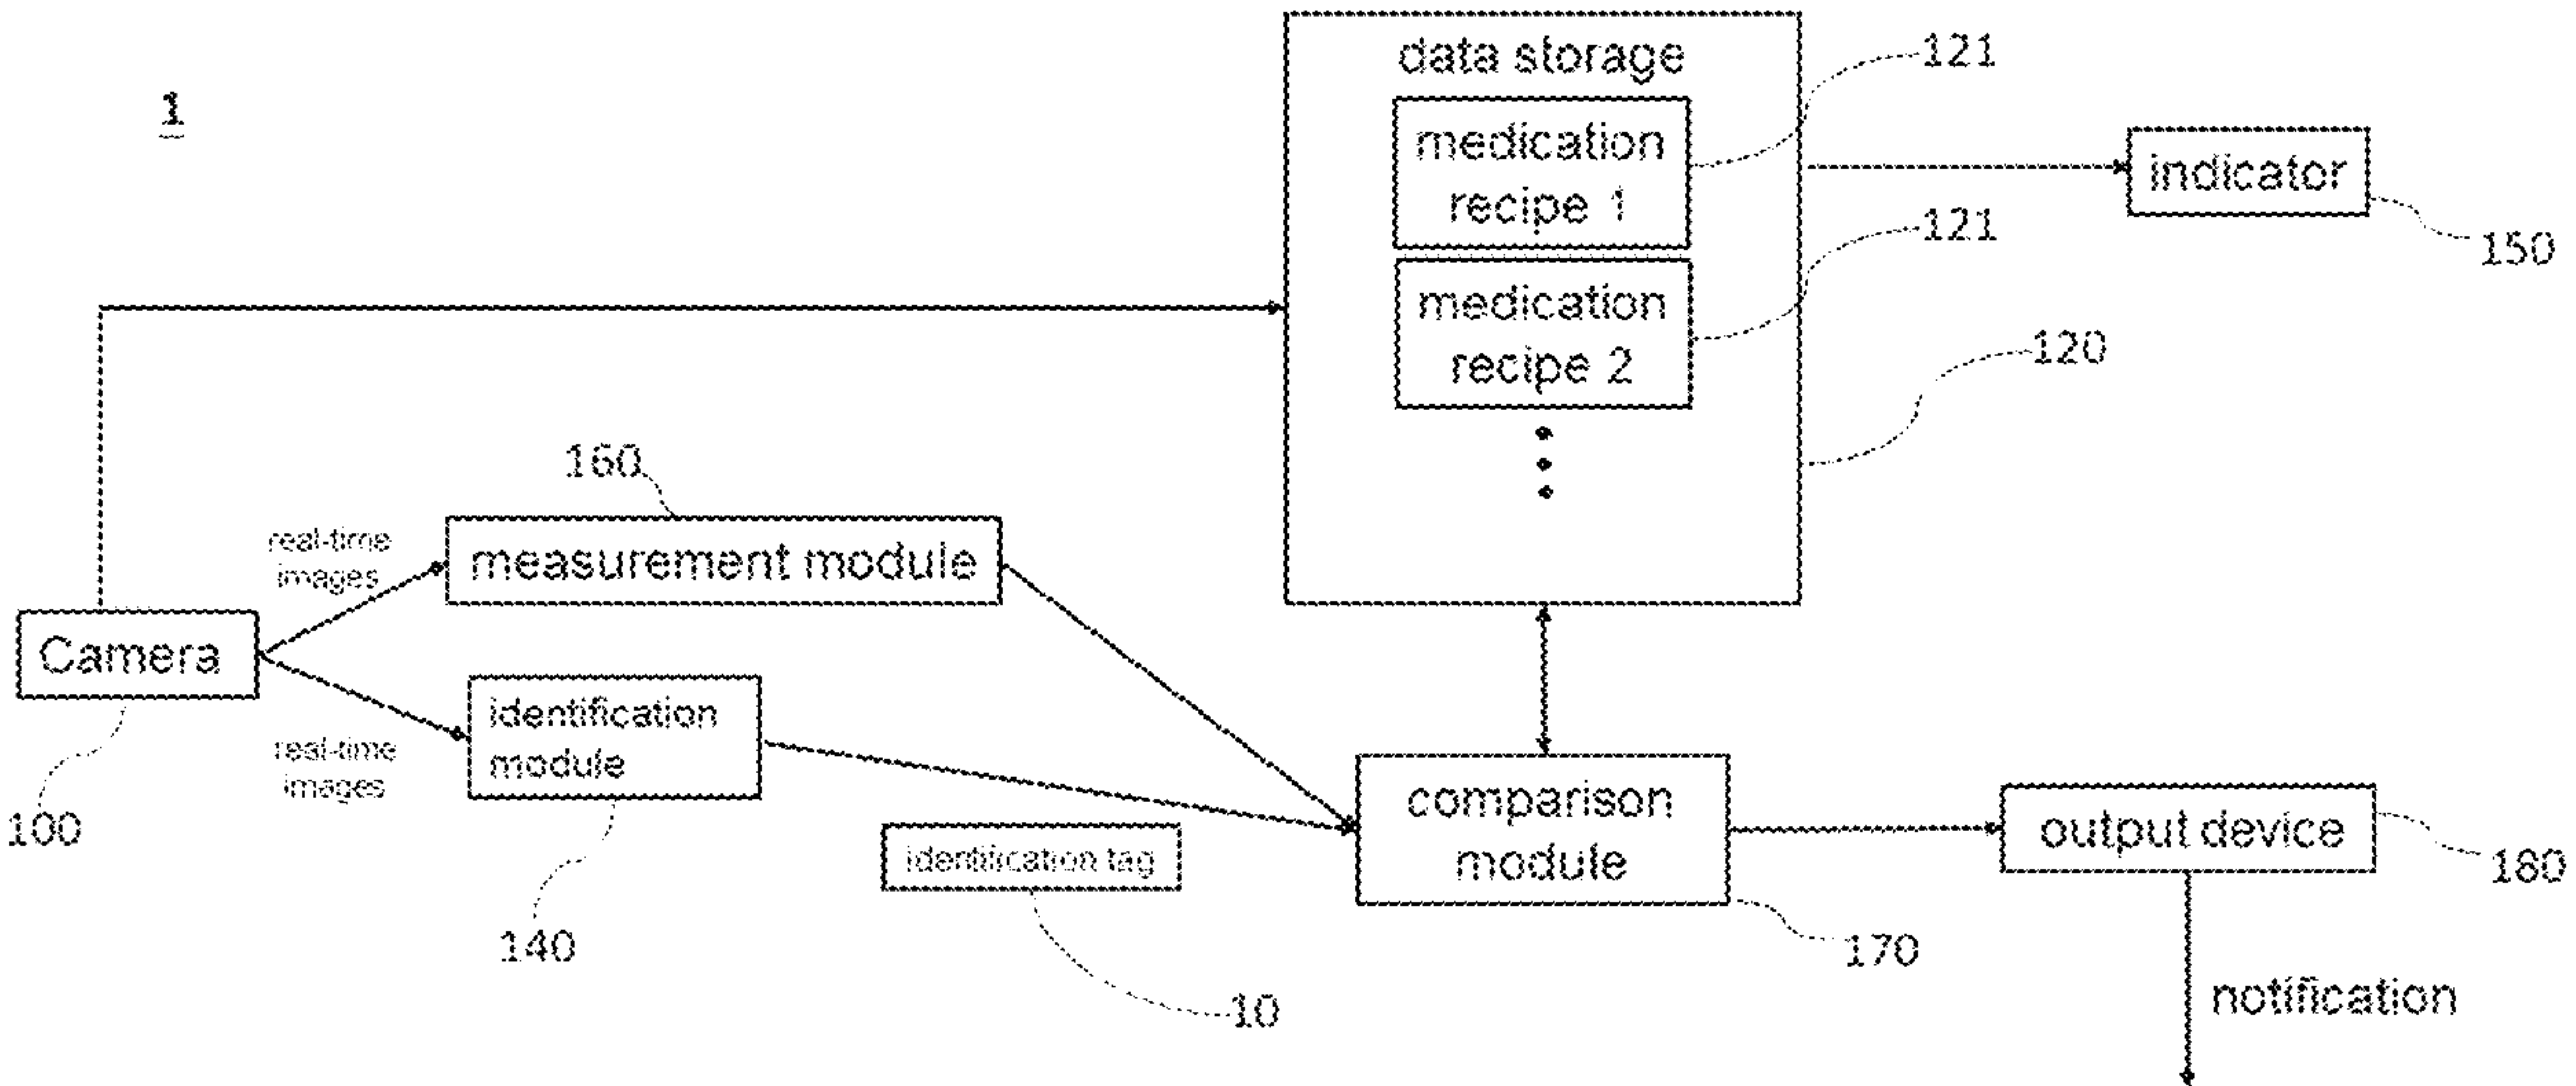 1
data storage
121
medication
recipe 1
indicator
150
121
medication
recipe 2
120
160
real-time
images
measurement module
Camera
100
real-time
images
identification
module
140
identification tag
10
comparison
module
170
output device
180
notification